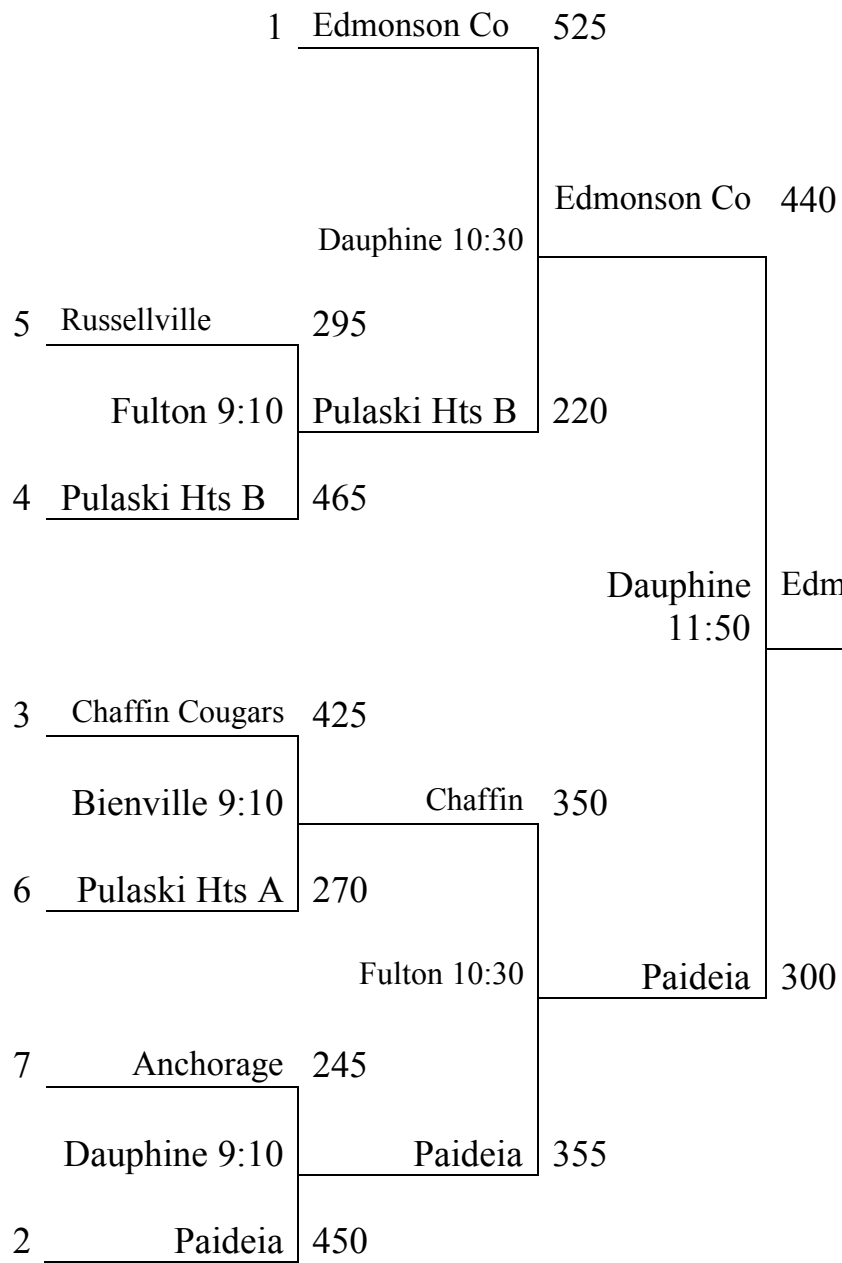 1 Edmonson Co 525
Edmonson Co 440
Dauphine 10:30
5 Russellville 295
Fulton 9:10 Pulaski Hts B 220
4 Pulaski Hts B 465
Dauphine Edm
11:50
3 Chaffin Cougars 425
Bienville 9:10 Chaffin 350
6 Pulaski Hts A 270
Fulton 10:30 Paideia 300
7 Anchorage 245
Dauphine 9:10 Paideia 355
2 Paideia 450